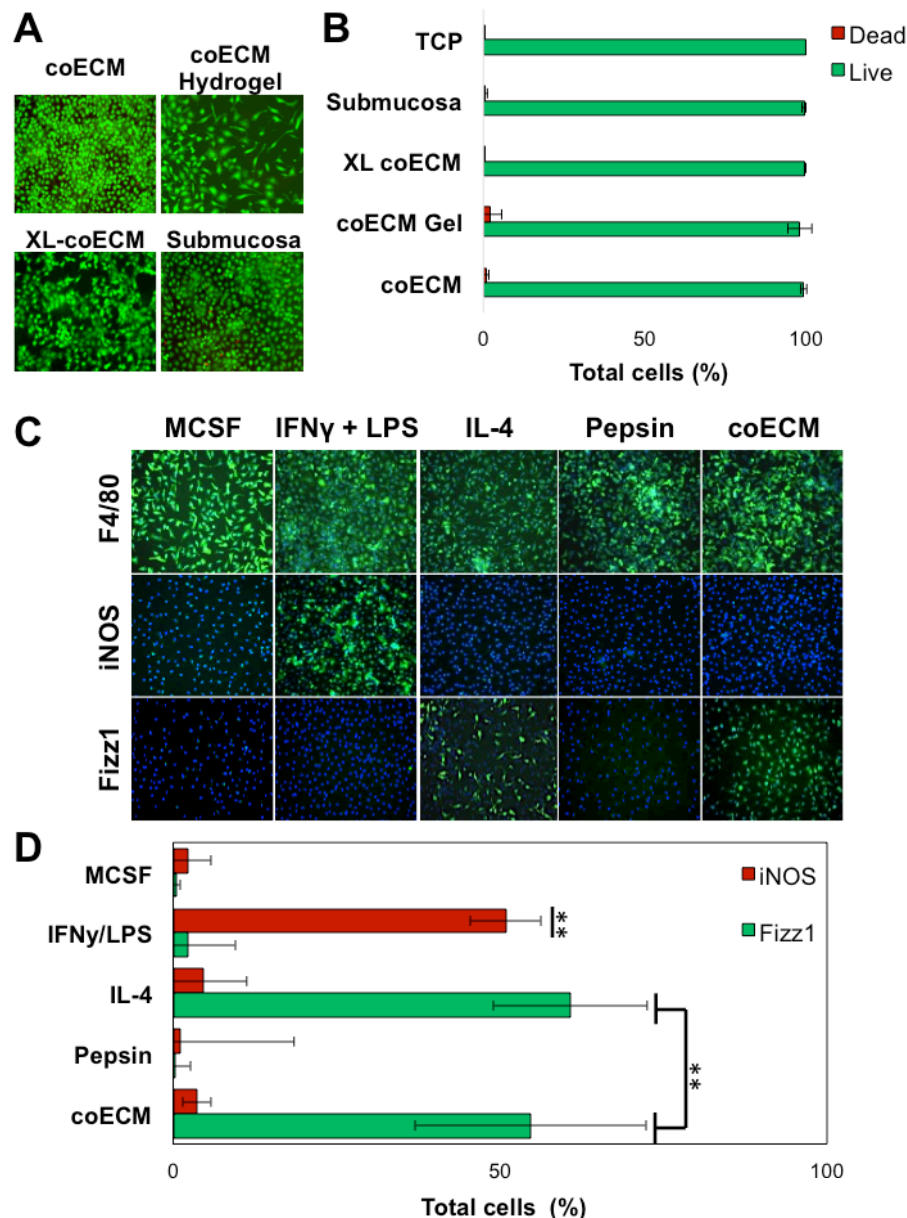 A
coECM
coECM
Hydrogel
XL-coECM
Submucosa
B
TCP
Submucosa
XL coECM
coECM Gel
coECM
Dead
Live
0
50
100
Total cells (%)
C
MCSF
IFNγ + LPS
IL-4
Pepsin
coECM
F4/80
iNOS
Fizz1
D
MCSF
IFNy/LPS
IL-4
Pepsin
coECM
iNOS
Fizz1
**
**
0
50
100
Total cells (%)